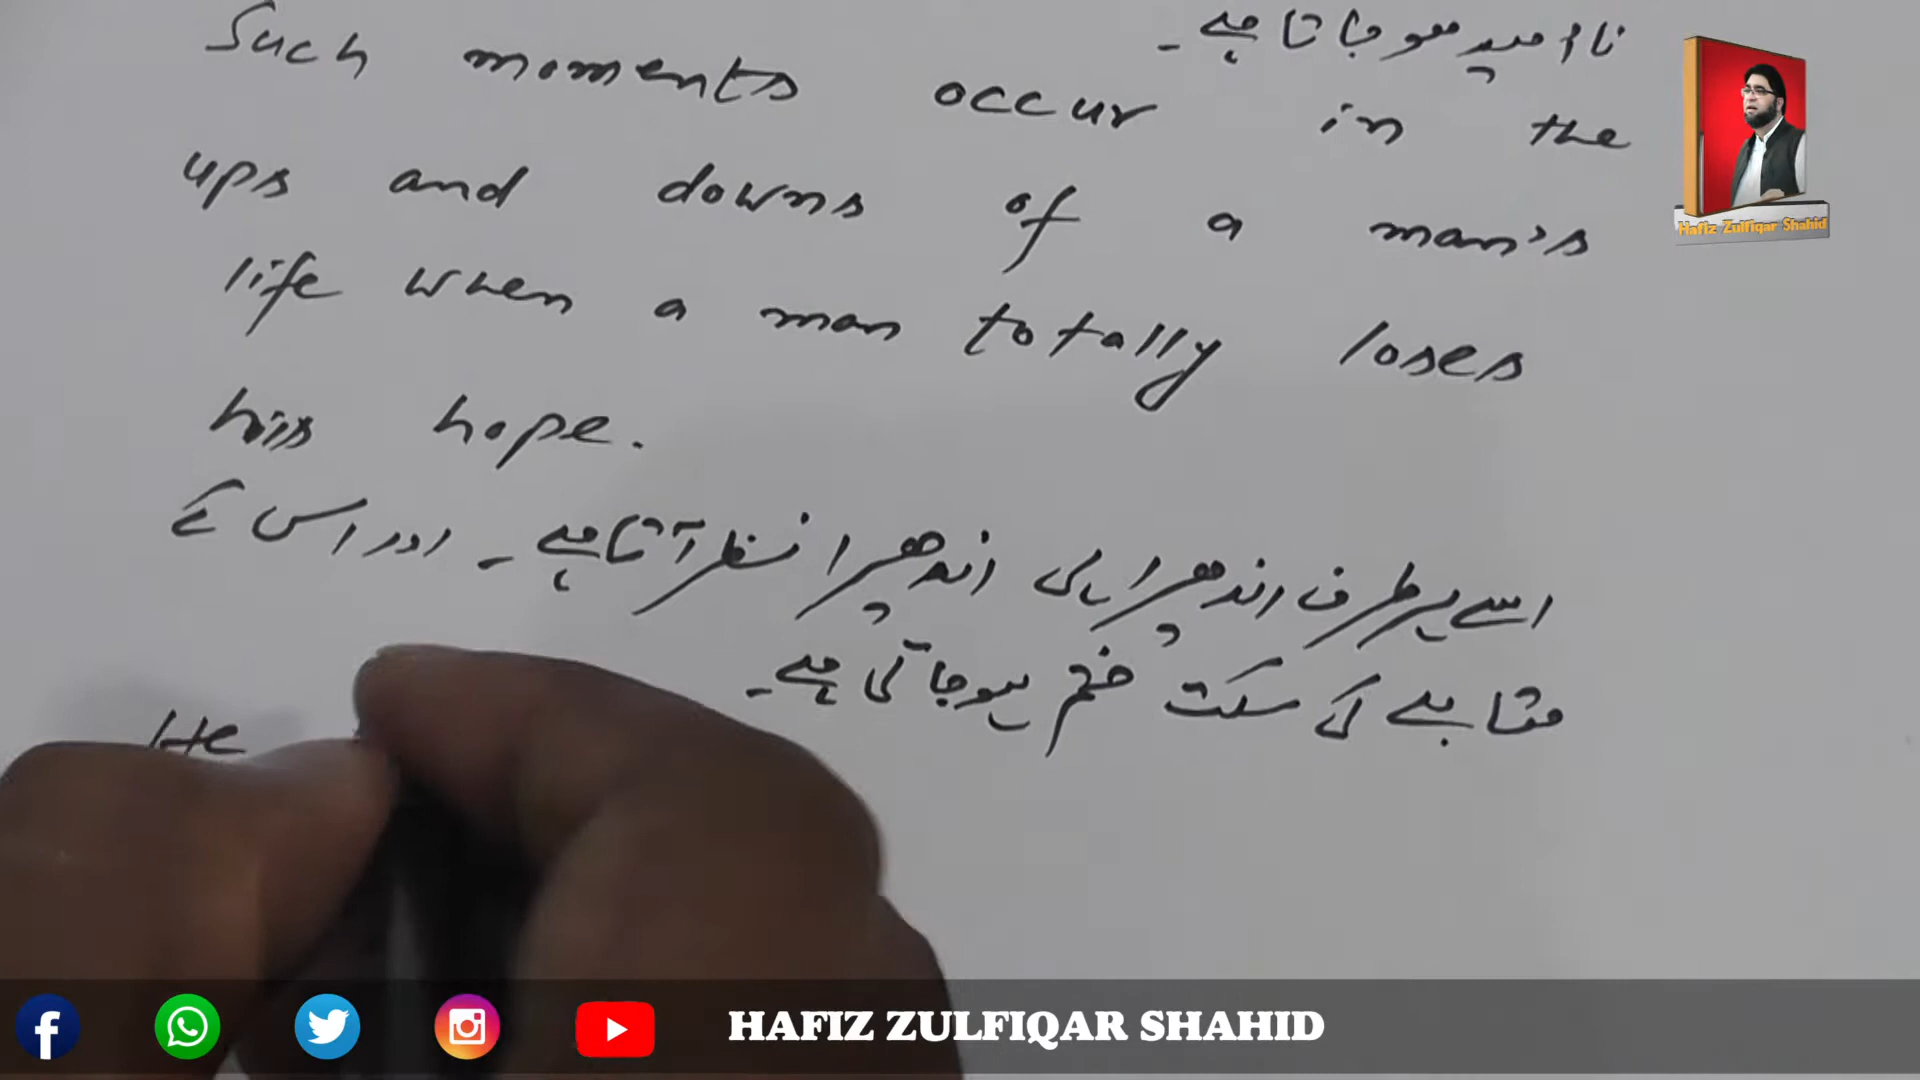 نا امید ہو جاتا ہے۔
Such moments occur in the
ups and downs of a man's
life when a man totally loses
his hope.
اسے ہر طرف اندھیرا ہی اندھیرا نظر آتا ہے۔ اور اس کے
مقابلے کی سکت ختم ہو جاتی ہے۔
He
Hafiz Zulfiqar Shahid
HAFIZ ZULFIQAR SHAHID